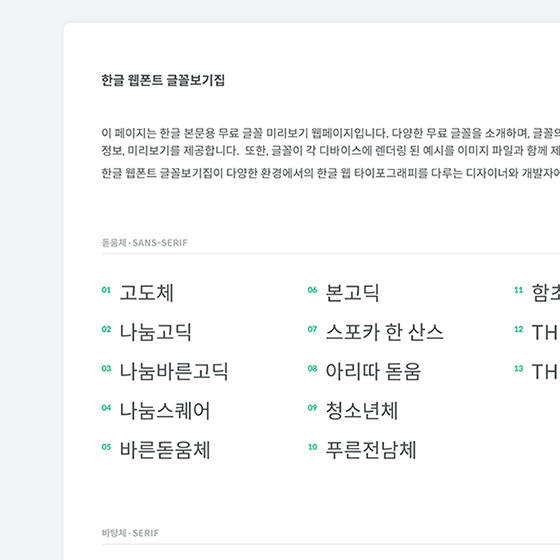 한글 웹폰트 글꼴보기집
이 페이지는 한글 본문용 무료 글꼴 미리보기 웹페이지입니다. 다양한 무료 글꼴을 소개하며, 글꼴의
정보, 미리보기를 제공합니다. 또한, 글꼴이 각 디바이스에 렌더링 된 예시를 이미지 파일과 함께 제
한글 웹폰트 글꼴보기집이 다양한 환경에서의 한글 웹 타이포그래피를 다루는 디자이너와 개발자에
돋움체·SANS-SERIF
01 고도체
02 나눔고딕
03 나눔바른고딕
04 나눔스퀘어
05 바른돋움체
06 본고딕
07 스포카 한 산스
08 아리따 돋움
09 청소년체
10 푸른전남체
11 함초
12 TH
13 TH
바탕체·SERIF